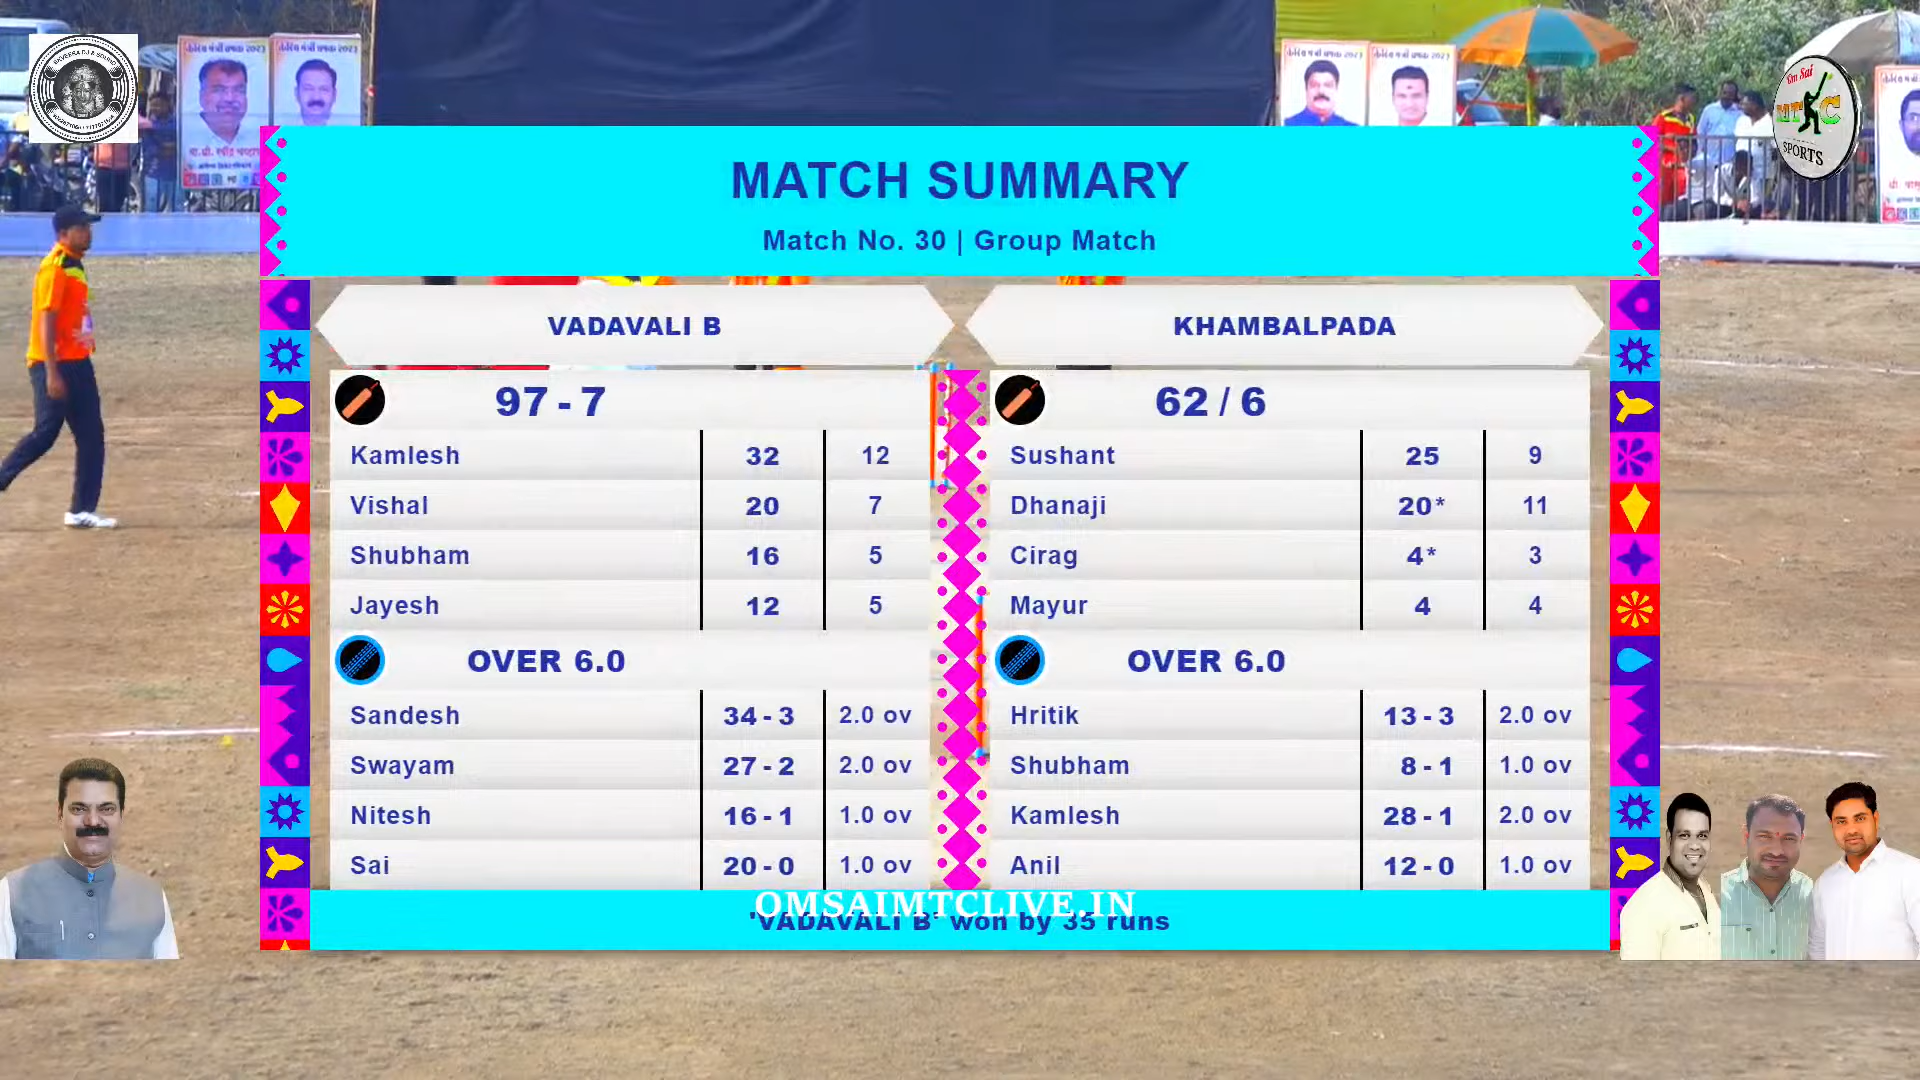 MATCH SUMMARY
Match No. 30 | Group Match
VADAVALI B
97 - 7
Kamlesh 32 12
Vishal 20 7
Shubham 16 5
Jayesh 12 5
OVER 6.0
Sandesh 34 - 3 2.0 ov
Swayam 27 - 2 2.0 ov
Nitesh 16 - 1 1.0 ov
Sai 20 - 0 1.0 ov
KHAMBALPADA
62 / 6
Sushant 25 9
Dhanaji 20* 11
Cirag 4* 3
Mayur 4 4
OVER 6.0
Hritik 13 - 3 2.0 ov
Shubham 8 - 1 1.0 ov
Kamlesh 28 - 1 2.0 ov
Anil 12 - 0 1.0 ov
OMSAIMTCLIVE.IN
'VADAVALI B' won by 35 runs
Om Sai
MTC
SPORTS